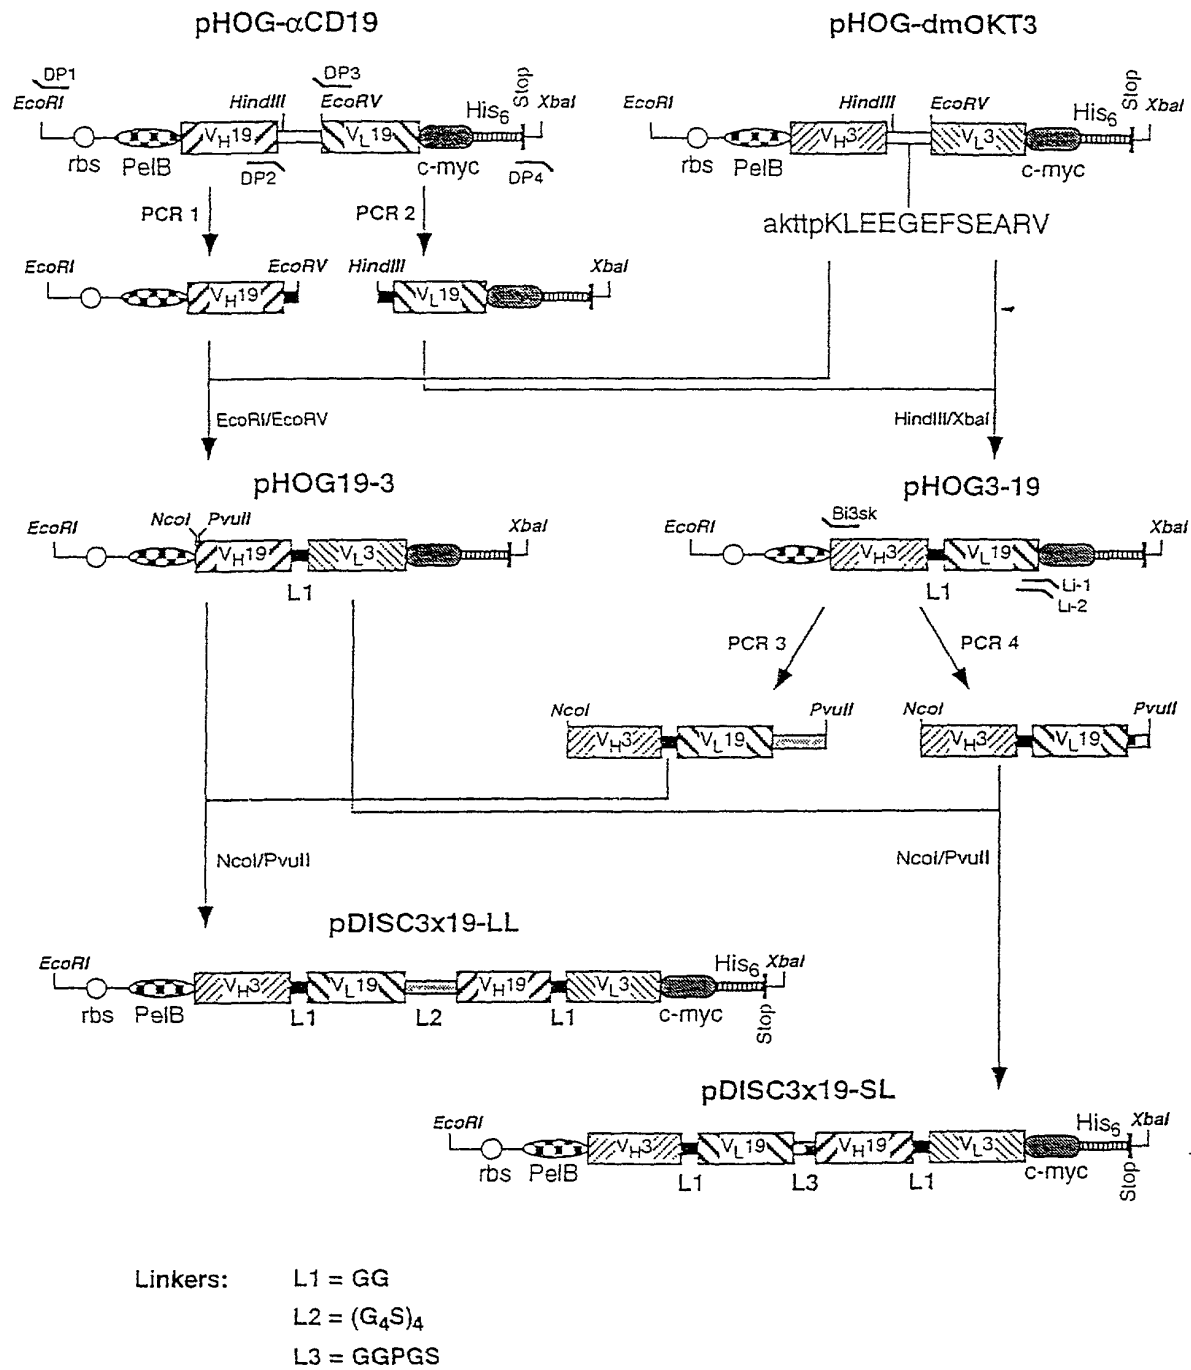 pHOG-αCD19
pHOG-dmOKT3
DP1
DP3
EcoRI
HindIII
EcoRV
His6
Stop
XbaI
EcoRI
HindIII
EcoRV
His6
Stop
XbaI
VH19
VL19
VH3
VL3
rbs
PelB
DP2
c-myc
DP4
rbs
PelB
c-myc
PCR 1
PCR 2
akttpKLEEGEFSEARV
EcoRI
EcoRV
HindIII
XbaI
VH19
VL19
EcoRI/EcoRV
HindIII/XbaI
pHOG19-3
pHOG3-19
NcoI
PvuII
EcoRI
XbaI
Bi3sk
EcoRI
XbaI
VH19
VL3
VH3
VL19
L1
L1
Li-1
Li-2
PCR 3
PCR 4
NcoI
PvuII
NcoI
PvuII
VH3
VL19
VH3
VL19
NcoI/PvuII
NcoI/PvuII
pDISC3x19-LL
EcoRI
His6
XbaI
VH3
VL19
VH19
VL3
rbs
PelB
L1
L2
L1
c-myc
Stop
pDISC3x19-SL
EcoRI
His6
XbaI
VH3
VL19
VH19
VL3
rbs
PelB
L1
L3
L1
c-myc
Stop
Linkers:
L1 = GG
L2 = (G4S)4
L3 = GGPGS